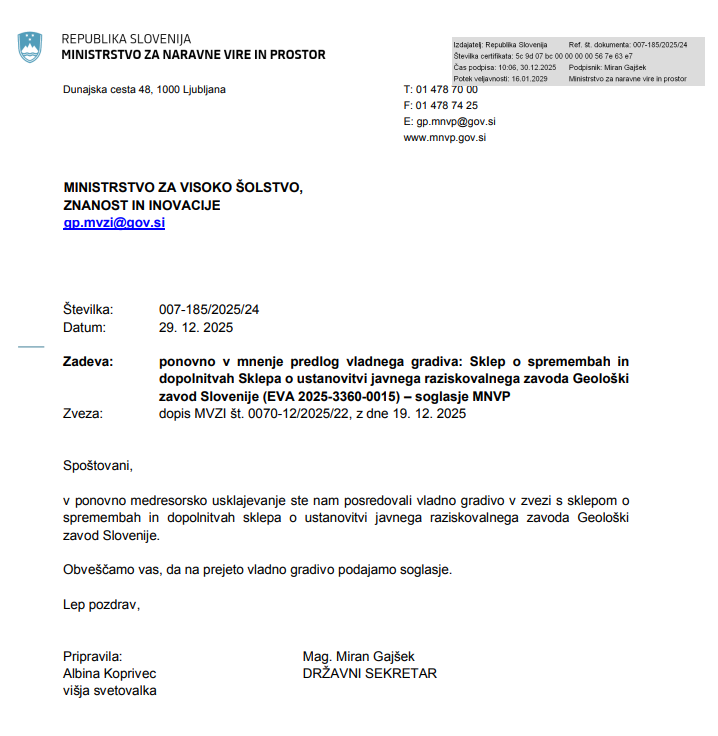 REPUBLIKA SLOVENIJA
MINISTRSTVO ZA NARAVNE VIRE IN PROSTOR
Izdajatelj: Republika Slovenija Ref. št. dokumenta: 007-185/2025/24
Številka certifikata: 5c 9d 07 bc 00 00 00 00 56 7e 63 e7
Čas podpisa: 10:06, 30.12.2025 Podpisnik: Miran Gajšek
Potek veljavnosti: 16.01.2029 Ministrstvo za naravne vire in prostor
Dunajska cesta 48, 1000 Ljubljana
T: 01 478 70 00
F: 01 478 74 25
E: gp.mnvp@gov.si
www.mnvp.gov.si
MINISTRSTVO ZA VISOKO ŠOLSTVO,
ZNANOST IN INOVACIJE
gp.mvzi@gov.si
Številka: 007-185/2025/24
Datum: 29. 12. 2025
Zadeva: ponovno v mnenje predlog vladnega gradiva: Sklep o spremembah in
dopolnitvah Sklepa o ustanovitvi javnega raziskovalnega zavoda Geološki
zavod Slovenije (EVA 2025-3360-0015) – soglasje MNVP
Zveza: dopis MVZI št. 0070-12/2025/22, z dne 19. 12. 2025
Spoštovani,
v ponovno medresorsko usklajevanje ste nam posredovali vladno gradivo v zvezi s sklepom o
spremembah in dopolnitvah sklepa o ustanovitvi javnega raziskovalnega zavoda Geološki
zavod Slovenije.
Obveščamo vas, da na prejeto vladno gradivo podajamo soglasje.
Lep pozdrav,
Pripravila: Mag. Miran Gajšek
Albina Koprivec DRŽAVNI SEKRETAR
višja svetovalka